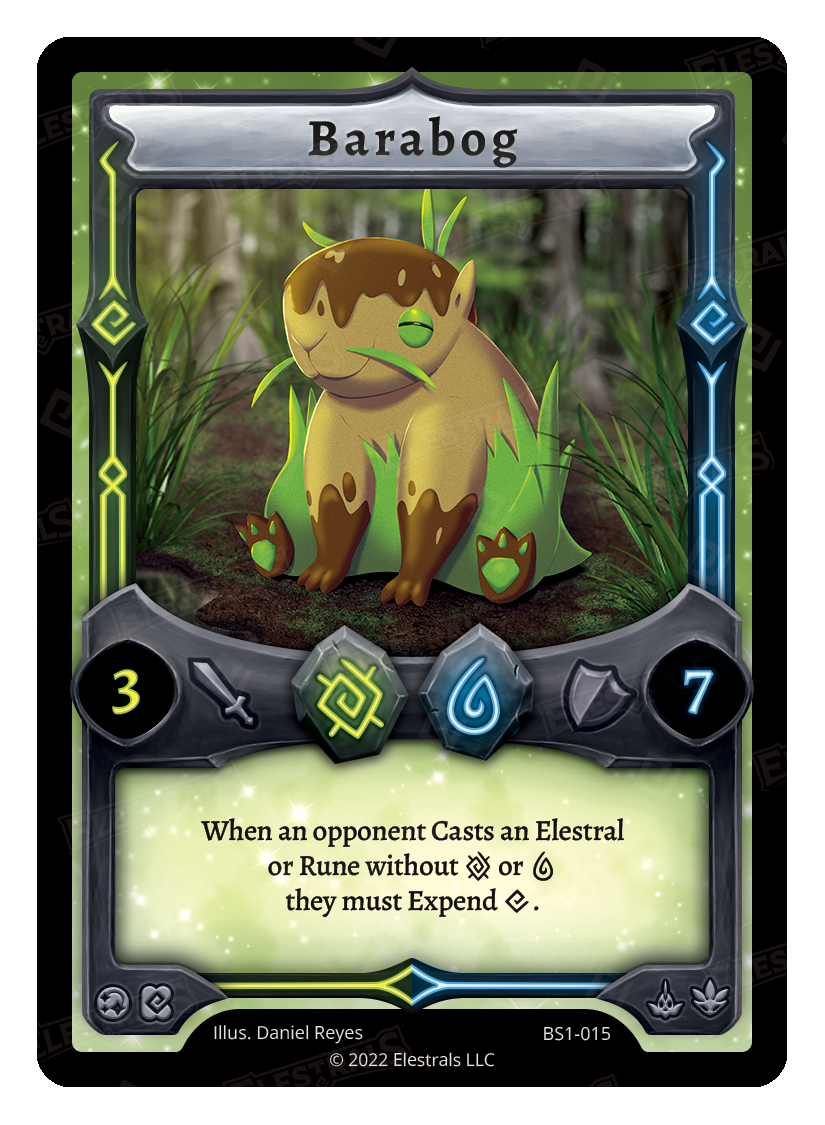 Barabog
3
7
When an opponent Casts an Elestral
or Rune without or
they must Expend .
Illus. Daniel Reyes
BS1-015
© 2022 Elestrals LLC
ELESTRALS